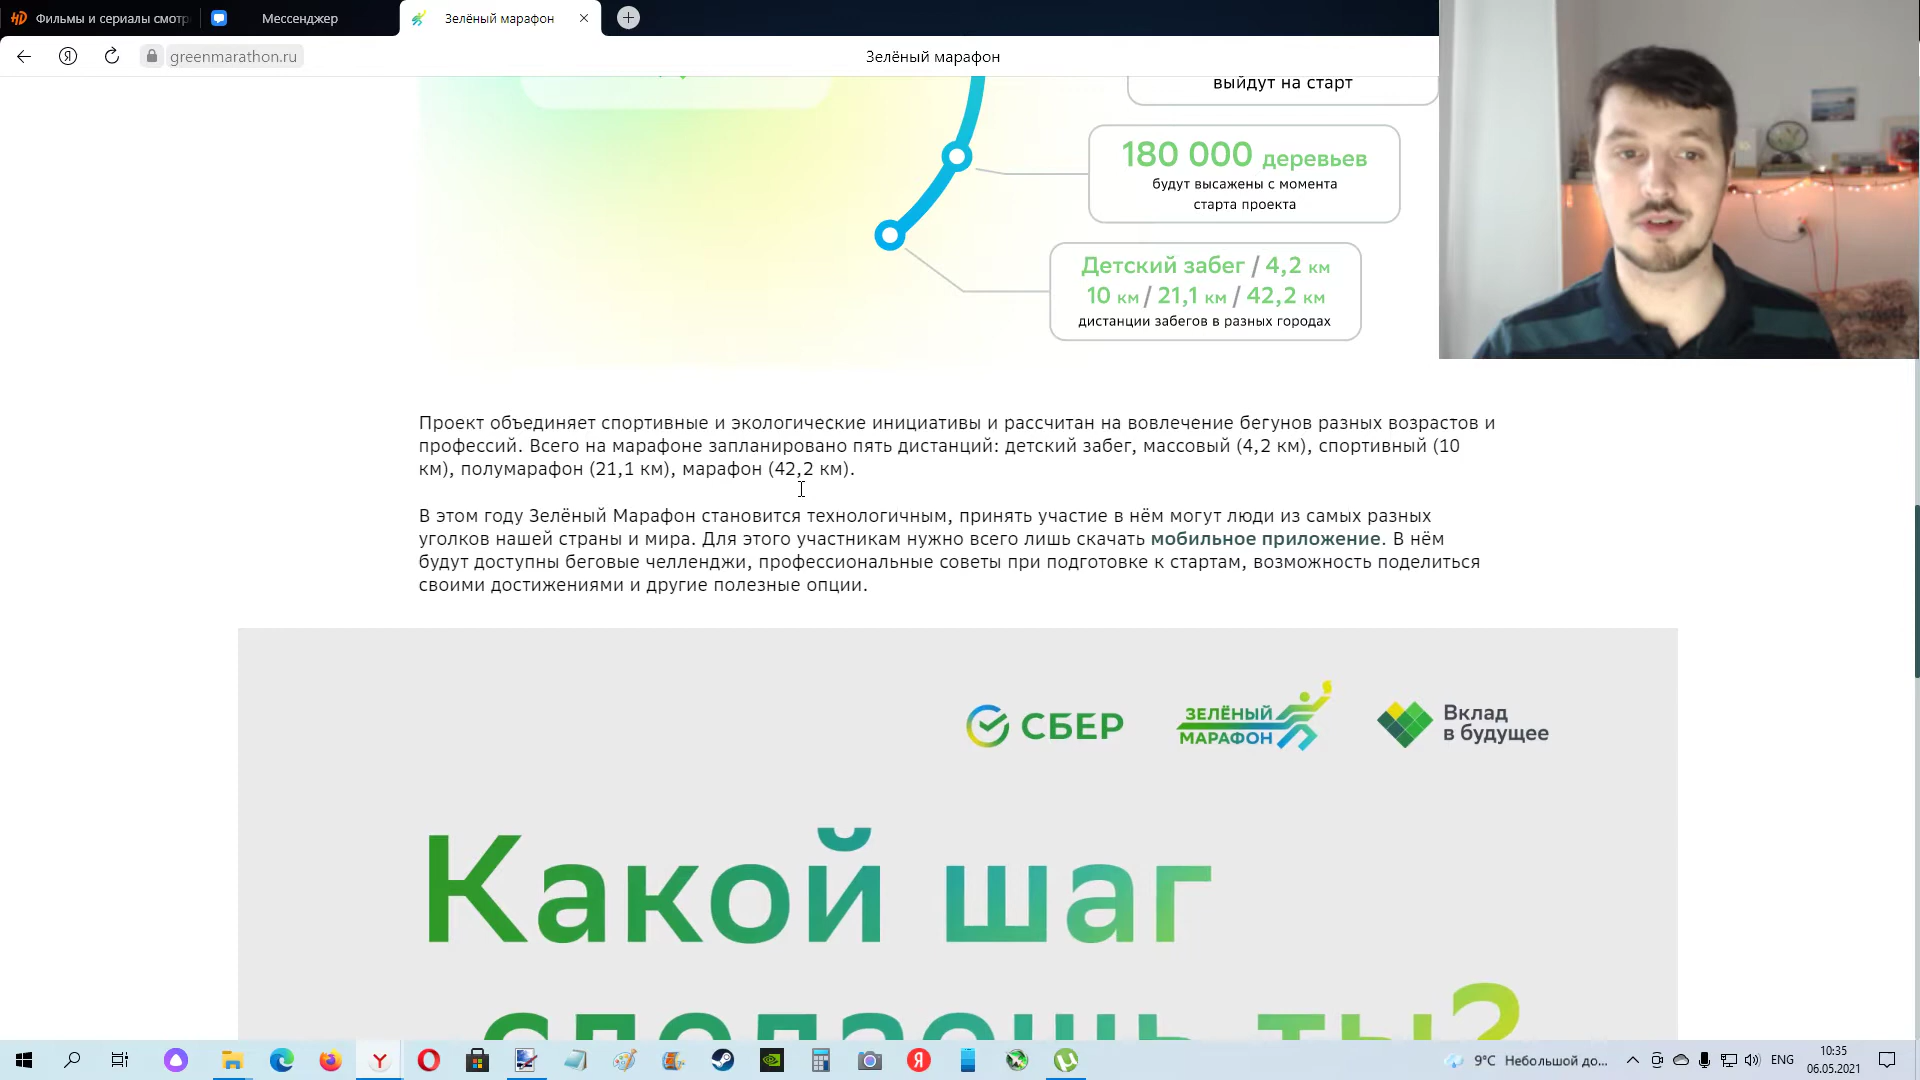 Фильмы и сериалы смотр
Мессенджер
Зелёный марафон
greenmarathon.ru
Зелёный марафон
выйдут на старт
180 000 деревьев
будут высажены с момента
старта проекта
Детский забег / 4,2 км
10 км / 21,1 км / 42,2 км
дистанции забегов в разных городах
Проект объединяет спортивные и экологические инициативы и рассчитан на вовлечение бегунов разных возрастов и
профессий. Всего на марафоне запланировано пять дистанций: детский забег, массовый (4,2 км), спортивный (10
км), полумарафон (21,1 км), марафон (42,2 км).
В этом году Зелёный Марафон становится технологичным, принять участие в нём могут люди из самых разных
уголков нашей страны и мира. Для этого участникам нужно всего лишь скачать мобильное приложение. В нём
будут доступны беговые челленджи, профессиональные советы при подготовке к стартам, возможность поделиться
своими достижениями и другие полезные опции.
СБЕР
ЗЕЛЁНЫЙ
МАРАФОН
Вклад
в будущее
Какой шаг
сделаешь ты?
9°C Небольшой до...
ENG
10:35
06.05.2021